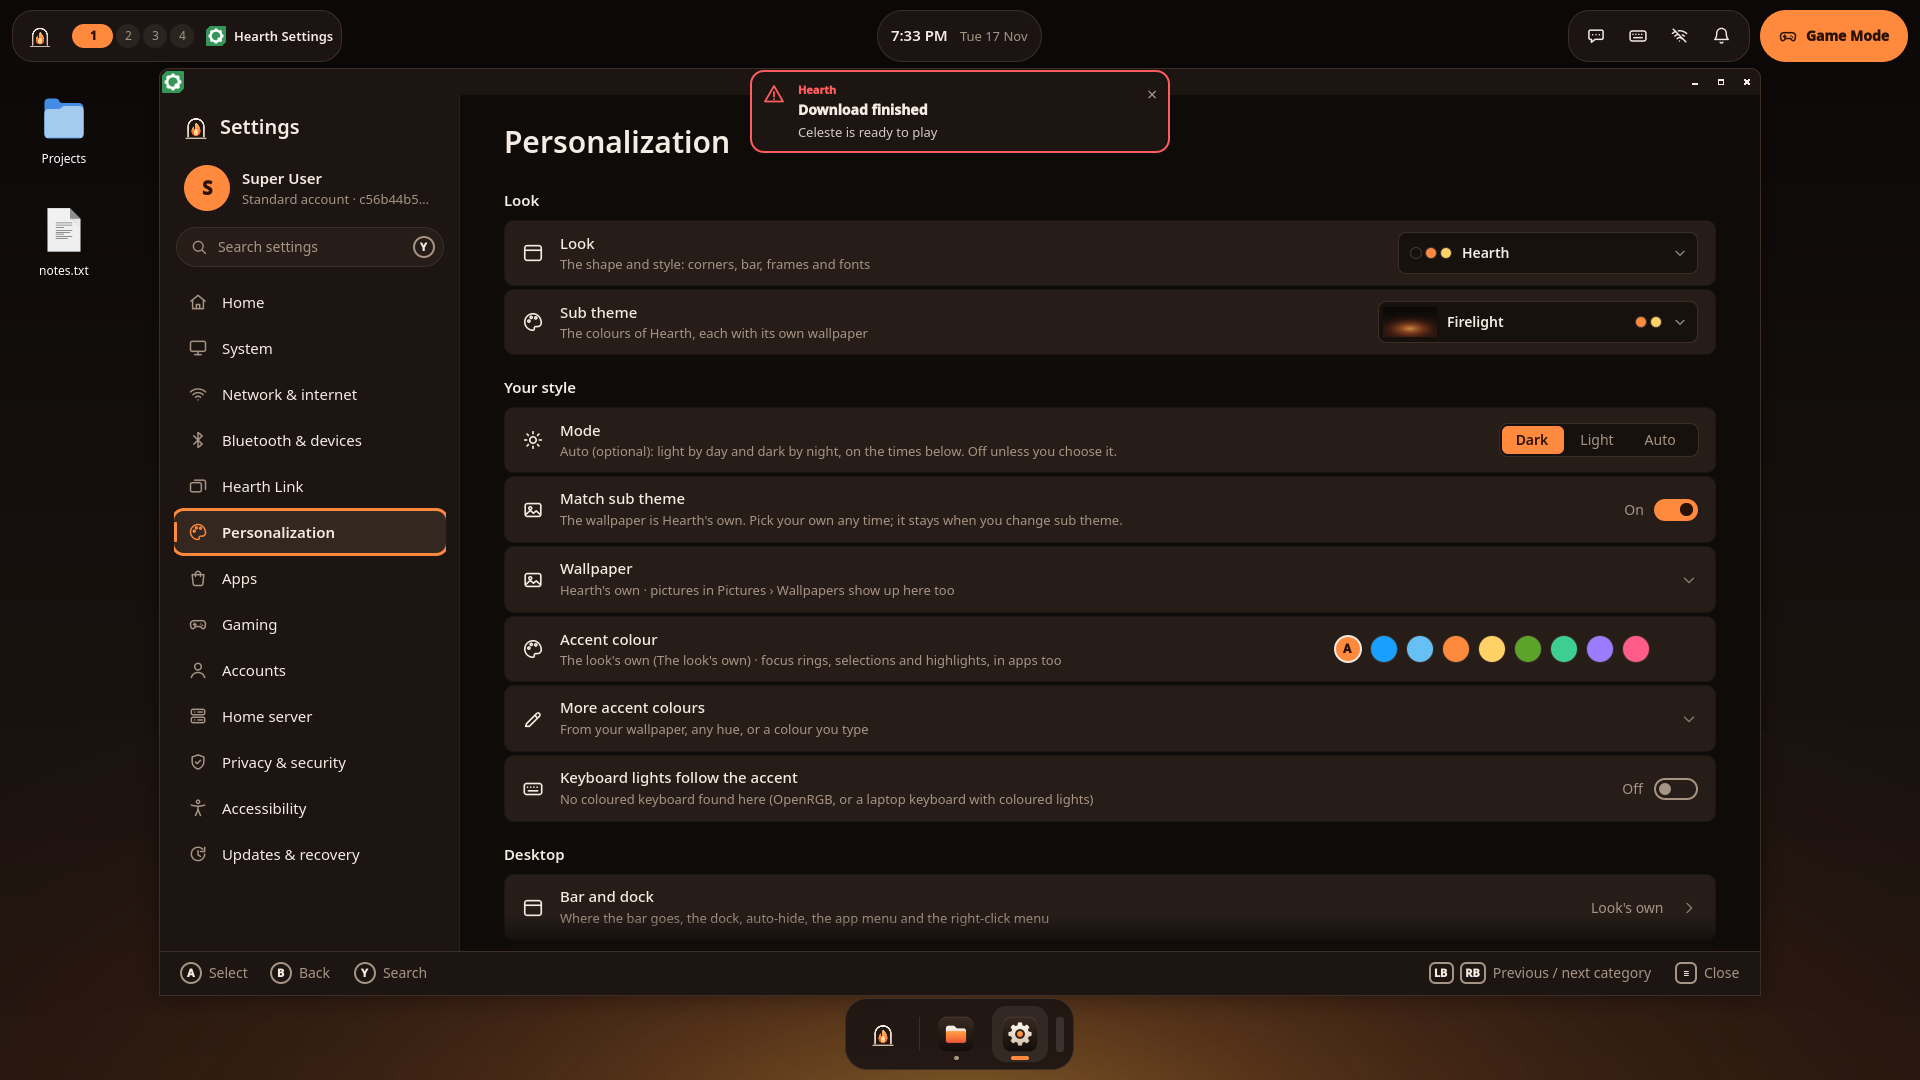 1 2 3 4 Hearth Settings
7:33 PM Tue 17 Nov
Game Mode
Projects
notes.txt
Hearth
Download finished
Celeste is ready to play
Settings
S
Super User
Standard account · c56b44b5...
Search settings Y
Home
System
Network & internet
Bluetooth & devices
Hearth Link
Personalization
Apps
Gaming
Accounts
Home server
Privacy & security
Accessibility
Updates & recovery
Personalization
Look
Look
The shape and style: corners, bar, frames and fonts
Hearth
Sub theme
The colours of Hearth, each with its own wallpaper
Firelight
Your style
Mode
Auto (optional): light by day and dark by night, on the times below. Off unless you choose it.
Dark Light Auto
Match sub theme
The wallpaper is Hearth's own. Pick your own any time; it stays when you change sub theme.
On
Wallpaper
Hearth's own · pictures in Pictures › Wallpapers show up here too
Accent colour
The look's own (The look's own) · focus rings, selections and highlights, in apps too
A
More accent colours
From your wallpaper, any hue, or a colour you type
Keyboard lights follow the accent
No coloured keyboard found here (OpenRGB, or a laptop keyboard with coloured lights)
Off
Desktop
Bar and dock
Where the bar goes, the dock, auto-hide, the app menu and the right-click menu
Look's own
A Select B Back Y Search
LB RB Previous / next category ≡ Close